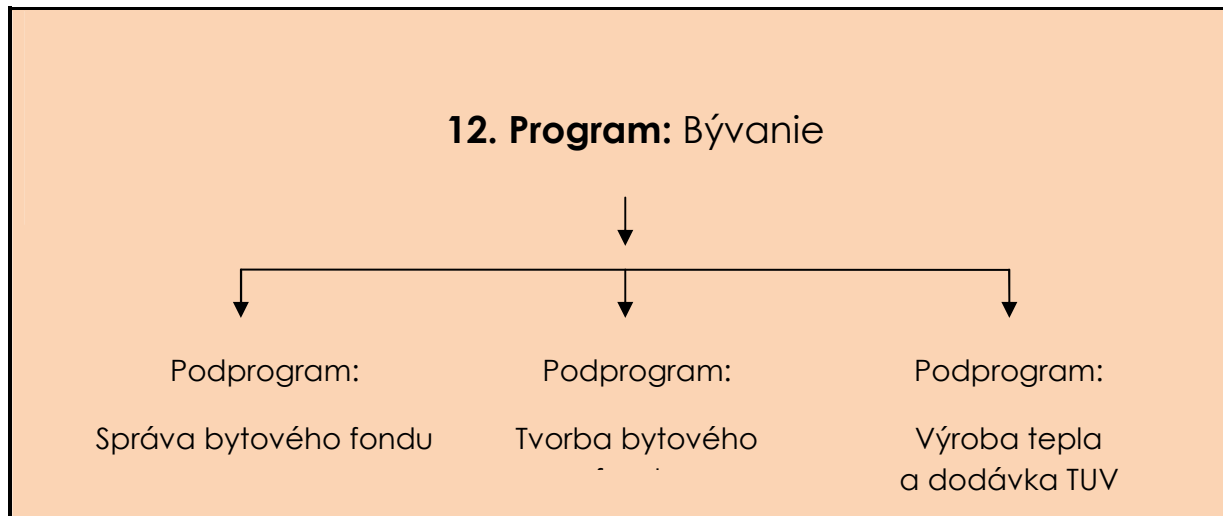 12. Program: Bývanie
Podprogram:
Správa bytového fondu
Podprogram:
Tvorba bytového
Podprogram:
Výroba tepla
a dodávka TUV